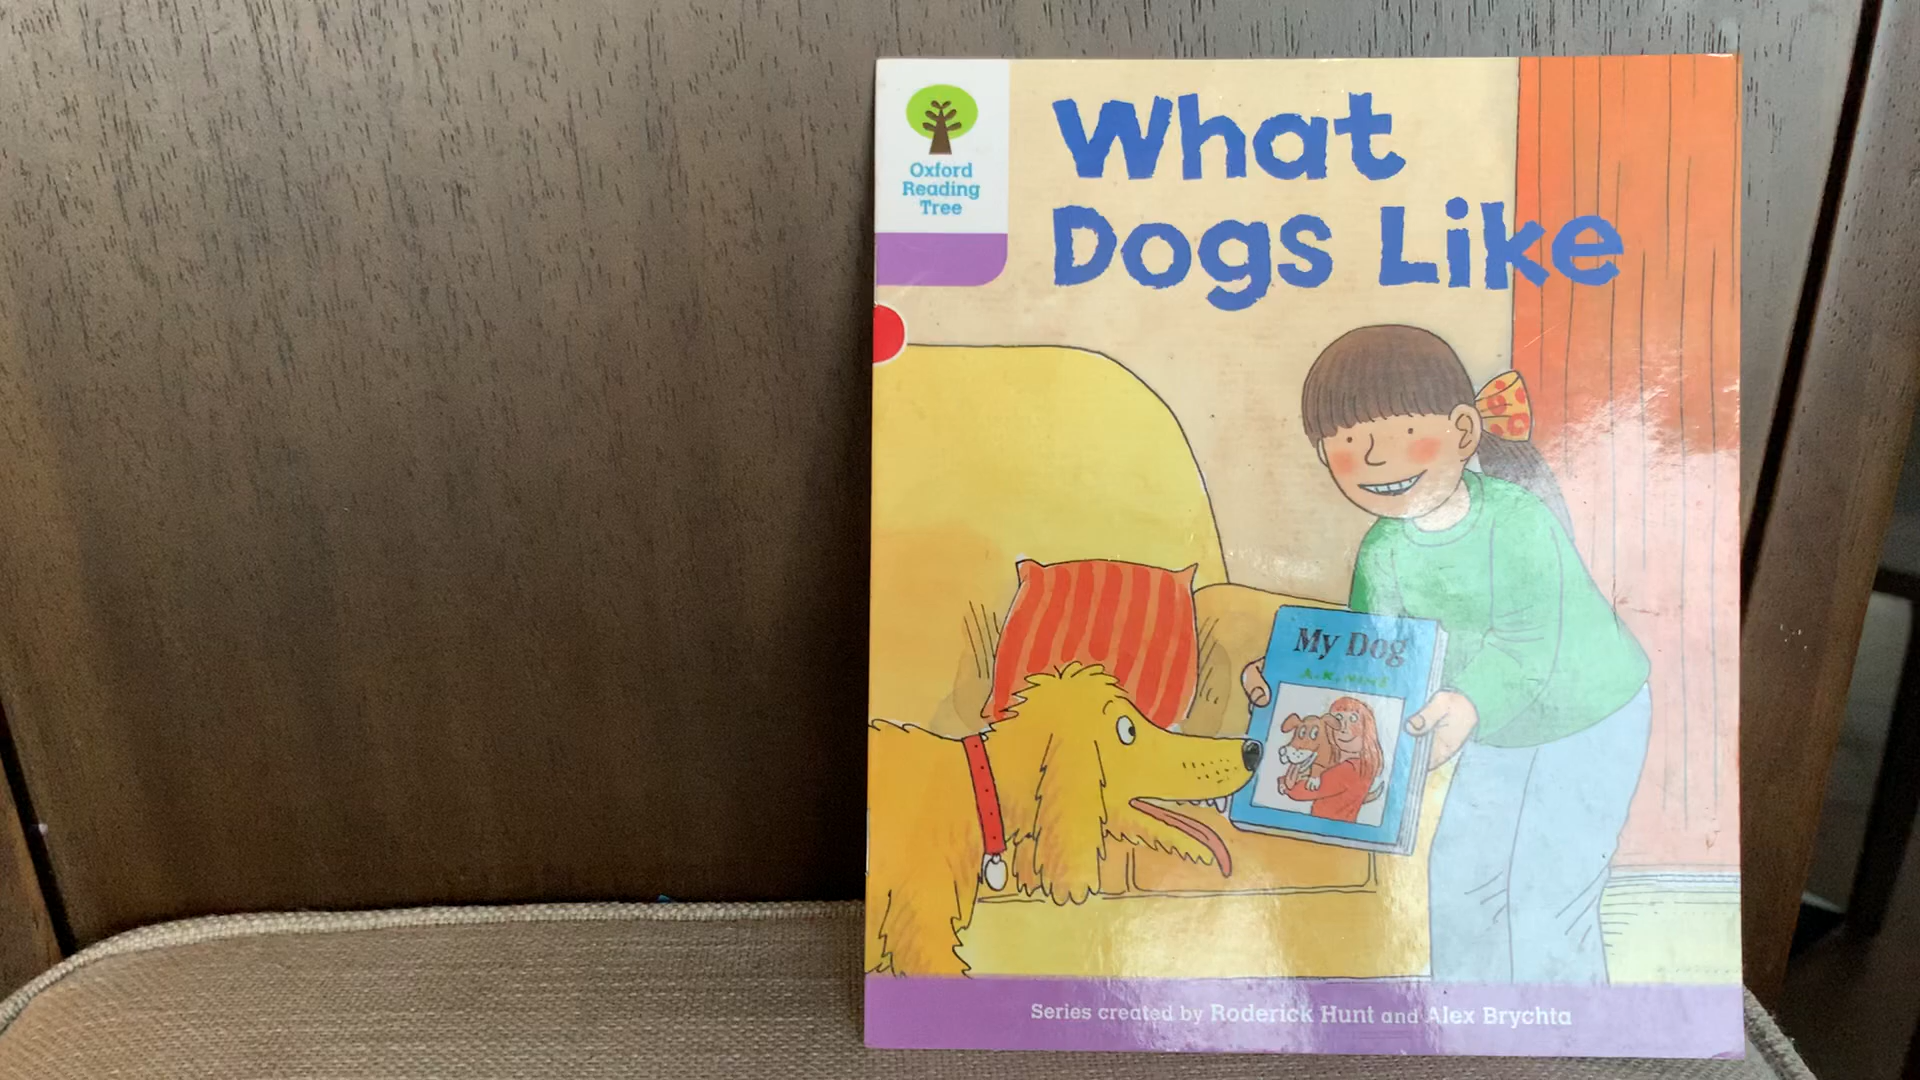 Oxford
Reading
Tree
What
Dogs Like
My Dog
Series created by Roderick Hunt and Alex Brychta